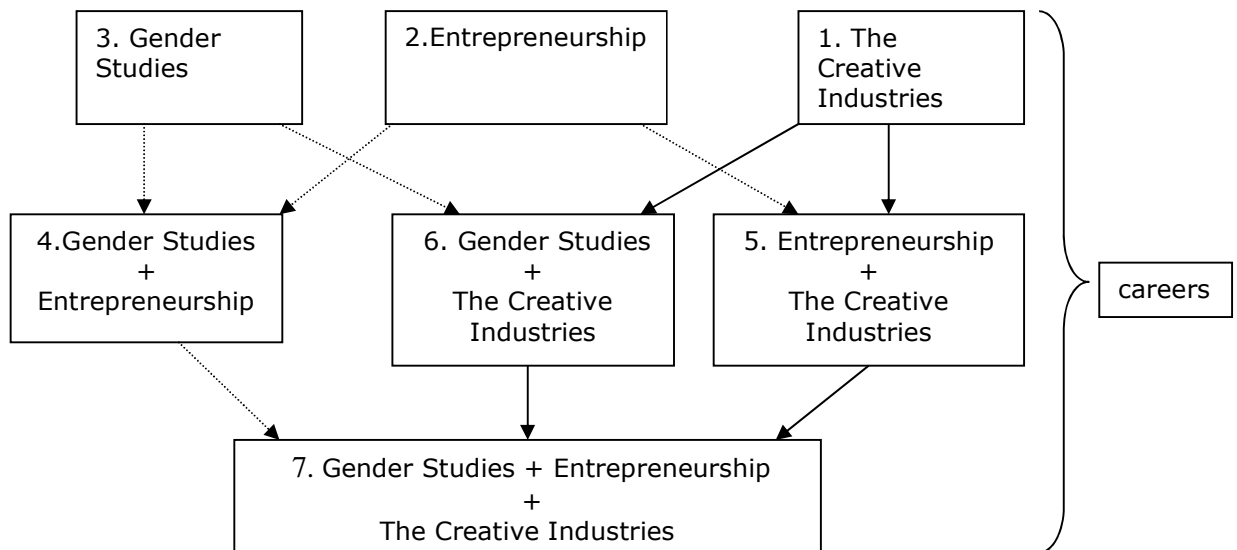 3. Gender
Studies
2.Entrepreneurship
1. The
Creative
Industries
4.Gender Studies
+
Entrepreneurship
6. Gender Studies
+
The Creative
Industries
5. Entrepreneurship
+
The Creative
Industries
careers
7. Gender Studies + Entrepreneurship
+
The Creative Industries